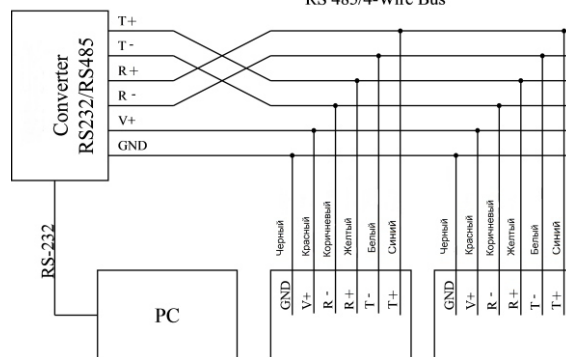 RS 485/4-Wire Bus
T+
T -
R +
R -
V+
GND
Converter
RS232/RS485
RS-232
PC
Черный
Красный
Коричневый
Желтый
Белый
Синий
GND
V+
R -
R+
T -
T+
Черный
Красный
Коричневый
Желтый
Белый
Синий
GND
V+
R -
R+
T -
T+